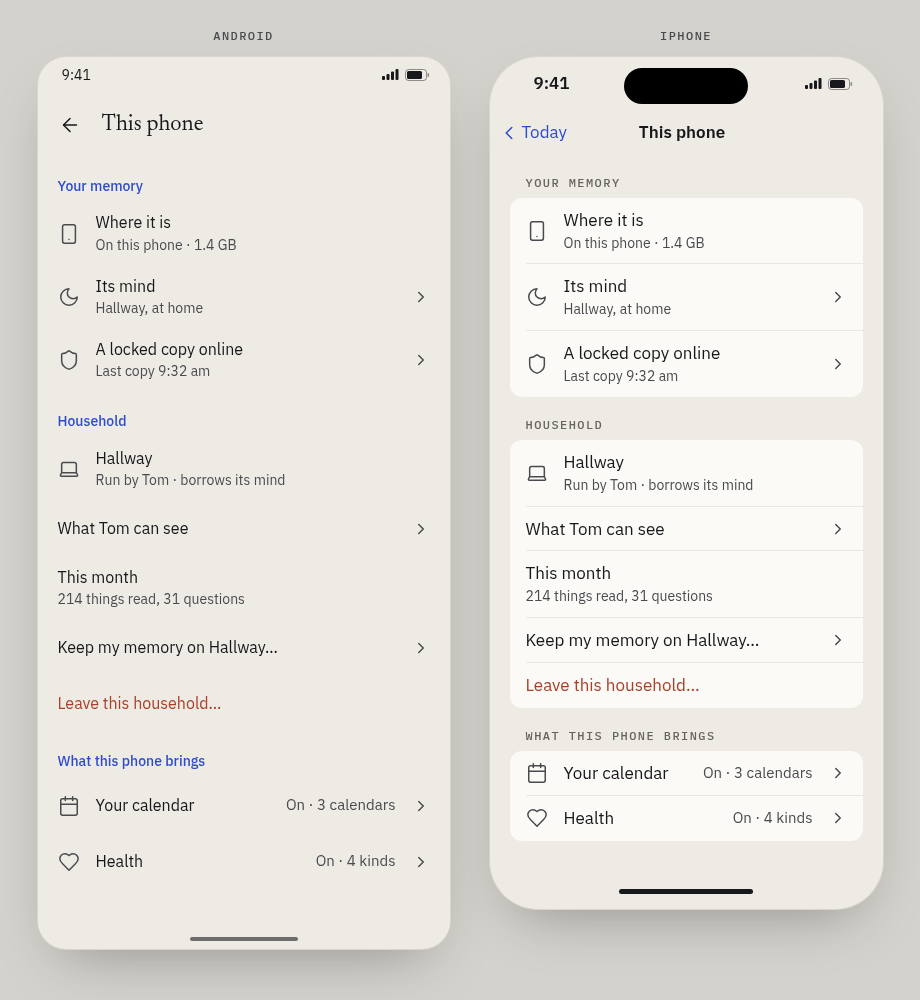 ANDROID
9:41
This phone
Your memory
Where it is
On this phone · 1.4 GB
Its mind
Hallway, at home
A locked copy online
Last copy 9:32 am
Household
Hallway
Run by Tom · borrows its mind
What Tom can see
This month
214 things read, 31 questions
Keep my memory on Hallway…
Leave this household…
What this phone brings
Your calendar On · 3 calendars
Health On · 4 kinds
IPHONE
9:41
Today This phone
YOUR MEMORY
Where it is
On this phone · 1.4 GB
Its mind
Hallway, at home
A locked copy online
Last copy 9:32 am
HOUSEHOLD
Hallway
Run by Tom · borrows its mind
What Tom can see
This month
214 things read, 31 questions
Keep my memory on Hallway…
Leave this household…
WHAT THIS PHONE BRINGS
Your calendar On · 3 calendars
Health On · 4 kinds